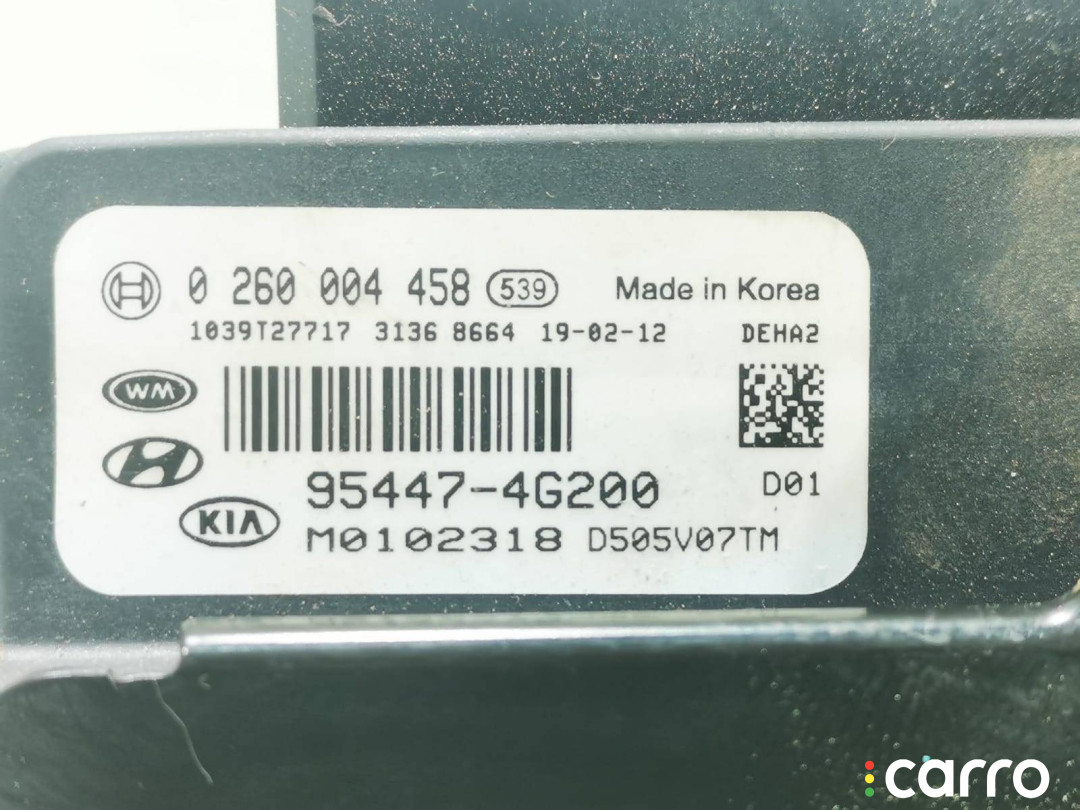 0 260 004 458 539 Made in Korea
1039T27717 3136 8664 19-02-12 DEHA2
WM
95447-4G200 D01
KIA
M0102318 D505V07TM
carro